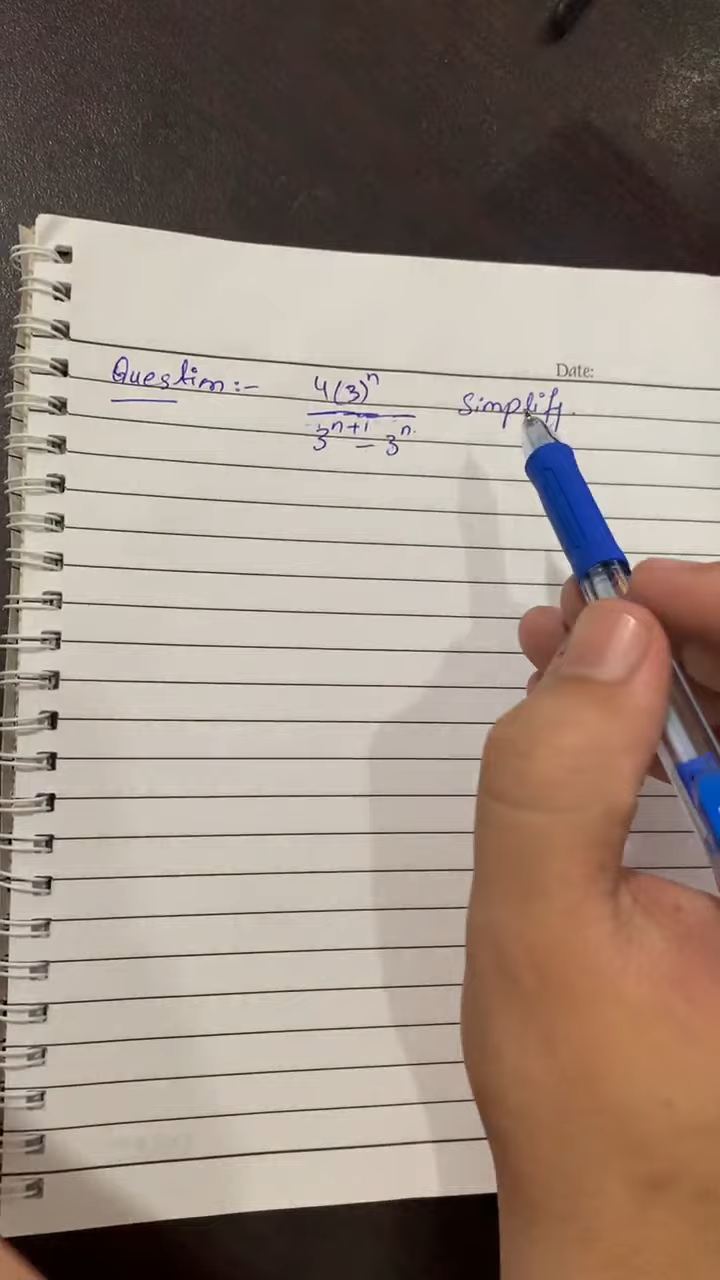 Date:
Question:- 4(3)^n / 3^(n+1) - 3^n Simplify.